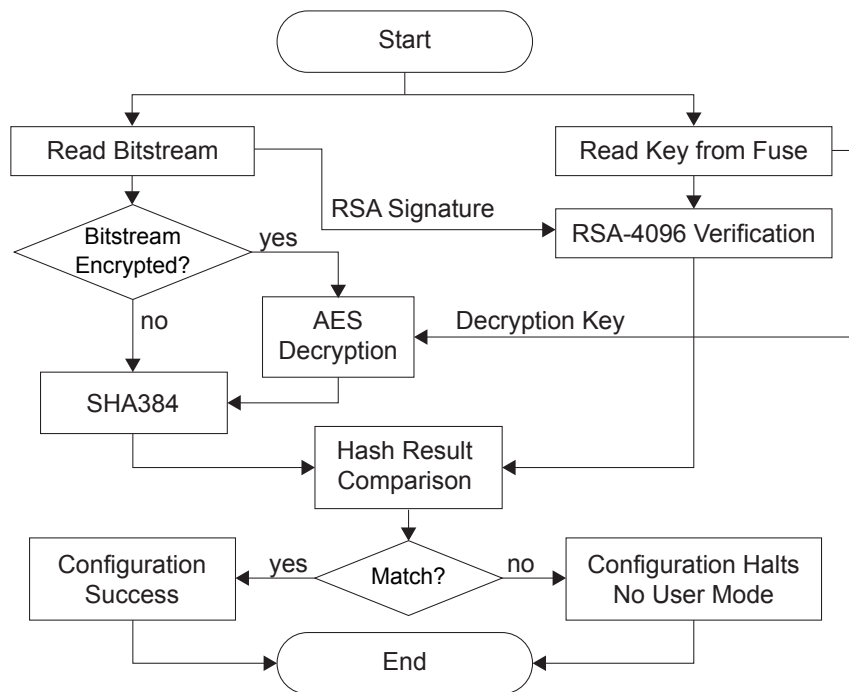 Start
Read Bitstream
Read Key from Fuse
RSA Signature
RSA-4096 Verification
Bitstream
Encrypted?
yes
no
AES
Decryption
Decryption Key
SHA384
Hash Result
Comparison
Configuration
Success
yes
Match?
no
Configuration Halts
No User Mode
End